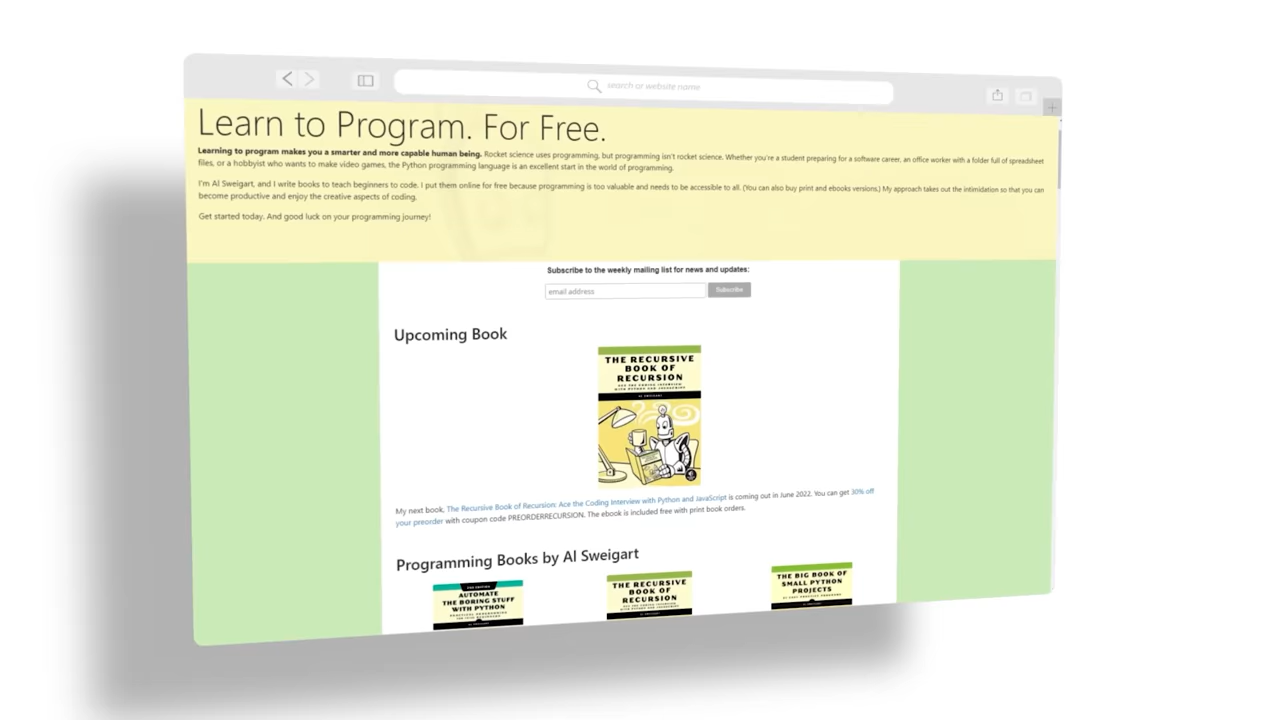 search or website name
Learn to Program. For Free.
Learning to program makes you a smarter and more capable human being. Rocket science uses programming, but programming isn't rocket science. Whether you're a student preparing for a software career, an office worker with a folder full of spreadsheet
files, or a hobbyist who wants to make video games, the Python programming language is an excellent start in the world of programming.
I'm Al Sweigart, and I write books to teach beginners to code. I put them online for free because programming is too valuable and needs to be accessible to all. (You can also buy print and ebooks versions.) My approach takes out the intimidation so that you can
become productive and enjoy the creative aspects of coding.
Get started today. And good luck on your programming journey!
Subscribe to the weekly mailing list for news and updates:
email address Subscribe
Upcoming Book
THE RECURSIVE
BOOK OF
RECURSION
ACE THE CODING INTERVIEW
WITH PYTHON AND JAVASCRIPT
AL SWEIGART
My next book, The Recursive Book of Recursion: Ace the Coding Interview with Python and JavaScript is coming out in June 2022. You can get 30% off
your preorder with coupon code PREORDERRECURSION. The ebook is included free with print book orders.
Programming Books by Al Sweigart
AUTOMATE
THE BORING STUFF
WITH PYTHON
THE RECURSIVE
BOOK OF
RECURSION
THE BIG BOOK OF
SMALL PYTHON
PROJECTS